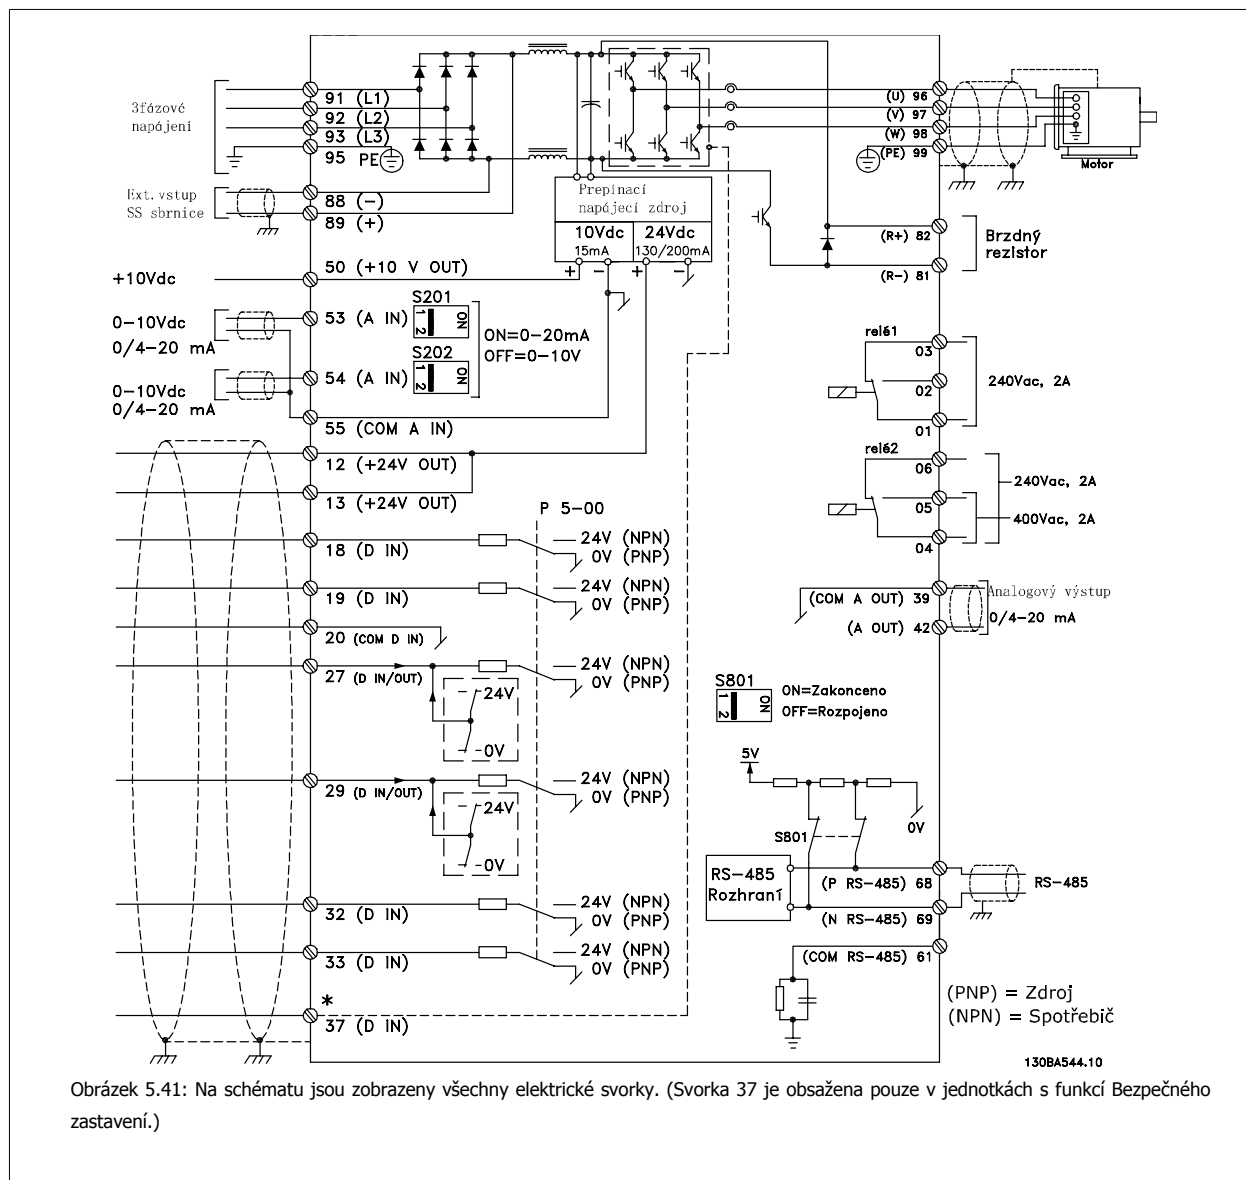 3fázové
napájení
91 (L1)
92 (L2)
93 (L3)
95 PE
Ext. vstup
SS sbrnice
88 (-)
89 (+)
+10Vdc
50 (+10 V OUT)
0-10Vdc
0/4-20 mA
53 (A IN)
S201
1 2
ON
0-10Vdc
0/4-20 mA
54 (A IN)
S202
1 2
ON
ON=0-20mA
OFF=0-10V
55 (COM A IN)
12 (+24V OUT)
13 (+24V OUT)
P 5-00
18 (D IN)
24V (NPN)
0V (PNP)
19 (D IN)
24V (NPN)
0V (PNP)
20 (COM D IN)
27 (D IN/OUT)
24V (NPN)
0V (PNP)
24V
0V
29 (D IN/OUT)
24V (NPN)
0V (PNP)
24V
0V
32 (D IN)
24V (NPN)
0V (PNP)
33 (D IN)
24V (NPN)
0V (PNP)
*
37 (D IN)
Prepínací
napájecí zdroj
10Vdc
15mA
24Vdc
130/200mA
+ - + -
(U) 96
(V) 97
(W) 98
(PE) 99
Motor
(R+) 82
(R-) 81
Brzdný
rezistor
relé1
03
02
01
240Vac, 2A
relé2
06
05
04
240Vac, 2A
400Vac, 2A
(COM A OUT) 39
(A OUT) 42
Analogový výstup
0/4-20 mA
S801
1 2
ON
ON=Zakonceno
OFF=Rozpojeno
5V
0V
S801
RS-485
Rozhraní
(P RS-485) 68
(N RS-485) 69
RS-485
(COM RS-485) 61
(PNP) = Zdroj
(NPN) = Spotřebič
130BA544.10
Obrázek 5.41: Na schématu jsou zobrazeny všechny elektrické svorky. (Svorka 37 je obsažena pouze v jednotkách s funkcí Bezpečného
zastavení.)